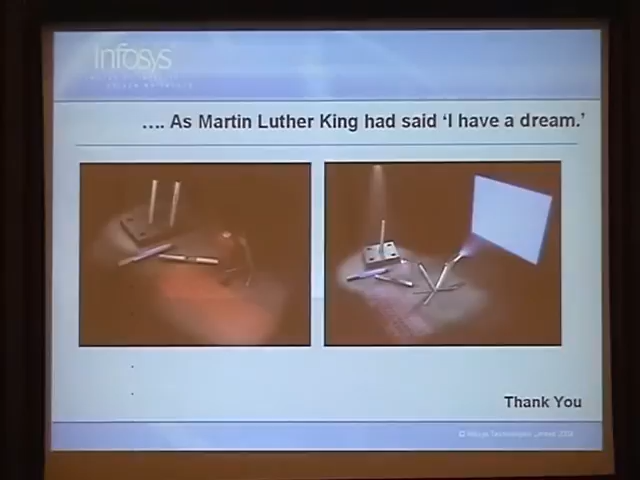 Infosys
.... As Martin Luther King had said ‘I have a dream.’
Thank You